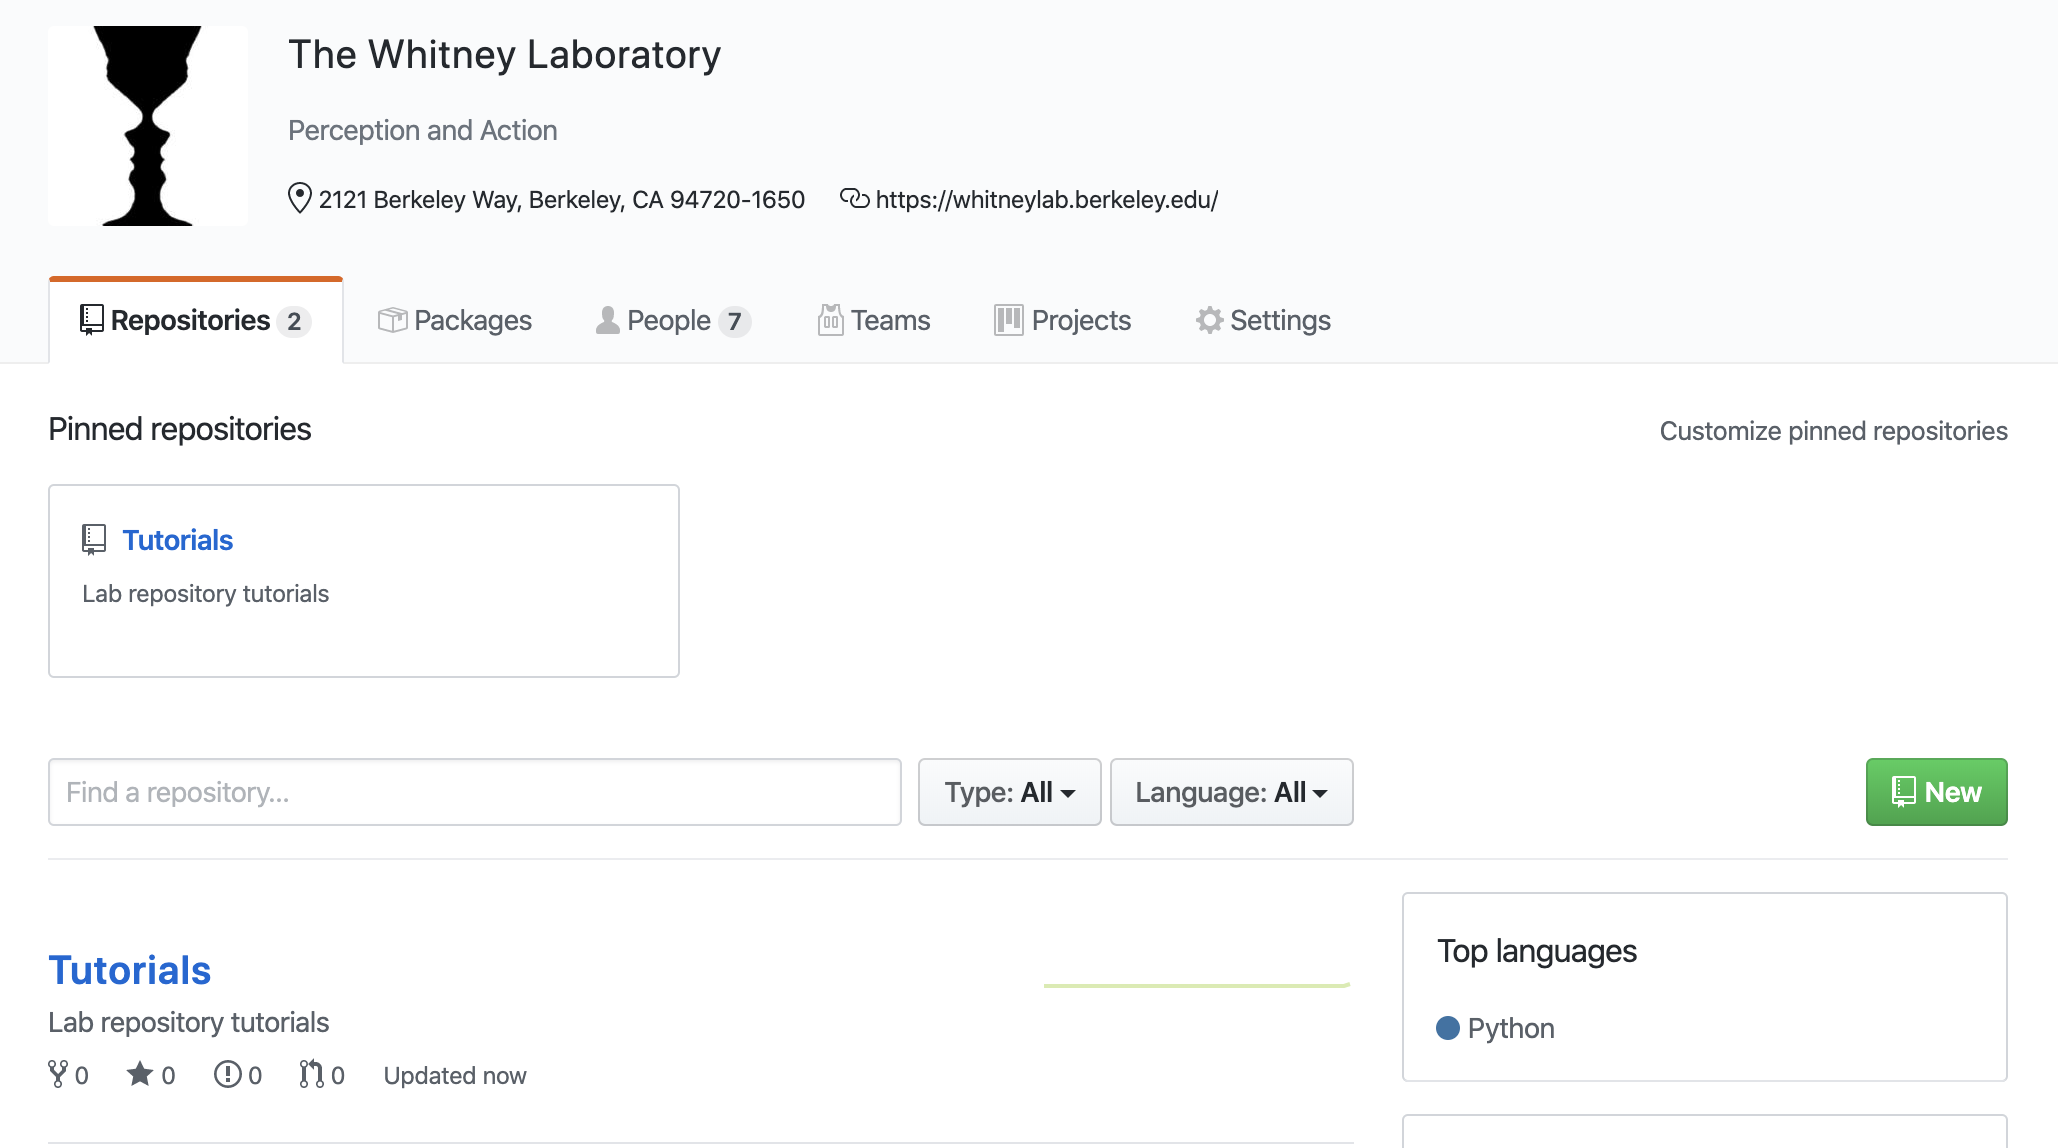 The Whitney Laboratory
Perception and Action
2121 Berkeley Way, Berkeley, CA 94720-1650 https://whitneylab.berkeley.edu/
Repositories 2 Packages People 7 Teams Projects Settings
Pinned repositories Customize pinned repositories
Tutorials
Lab repository tutorials
Find a repository... Type: All Language: All New
Tutorials
Lab repository tutorials
0 0 0 0 Updated now
Top languages
Python